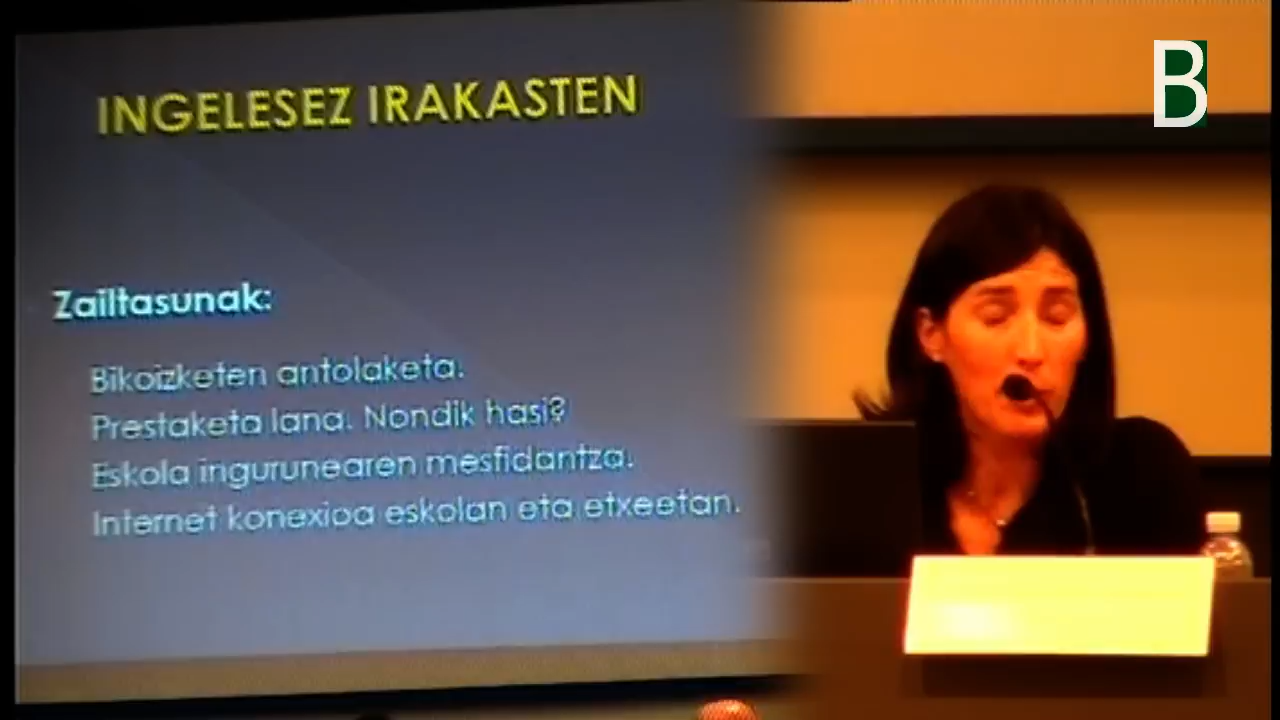 INGELESEZ IRAKASTEN
B
Zailtasunak:
Bikoizketen antolaketa.
Prestaketa lana. Nondik hasi?
Eskola ingurunearen mesfidantza.
Internet konexioa eskolan eta etxeetan.